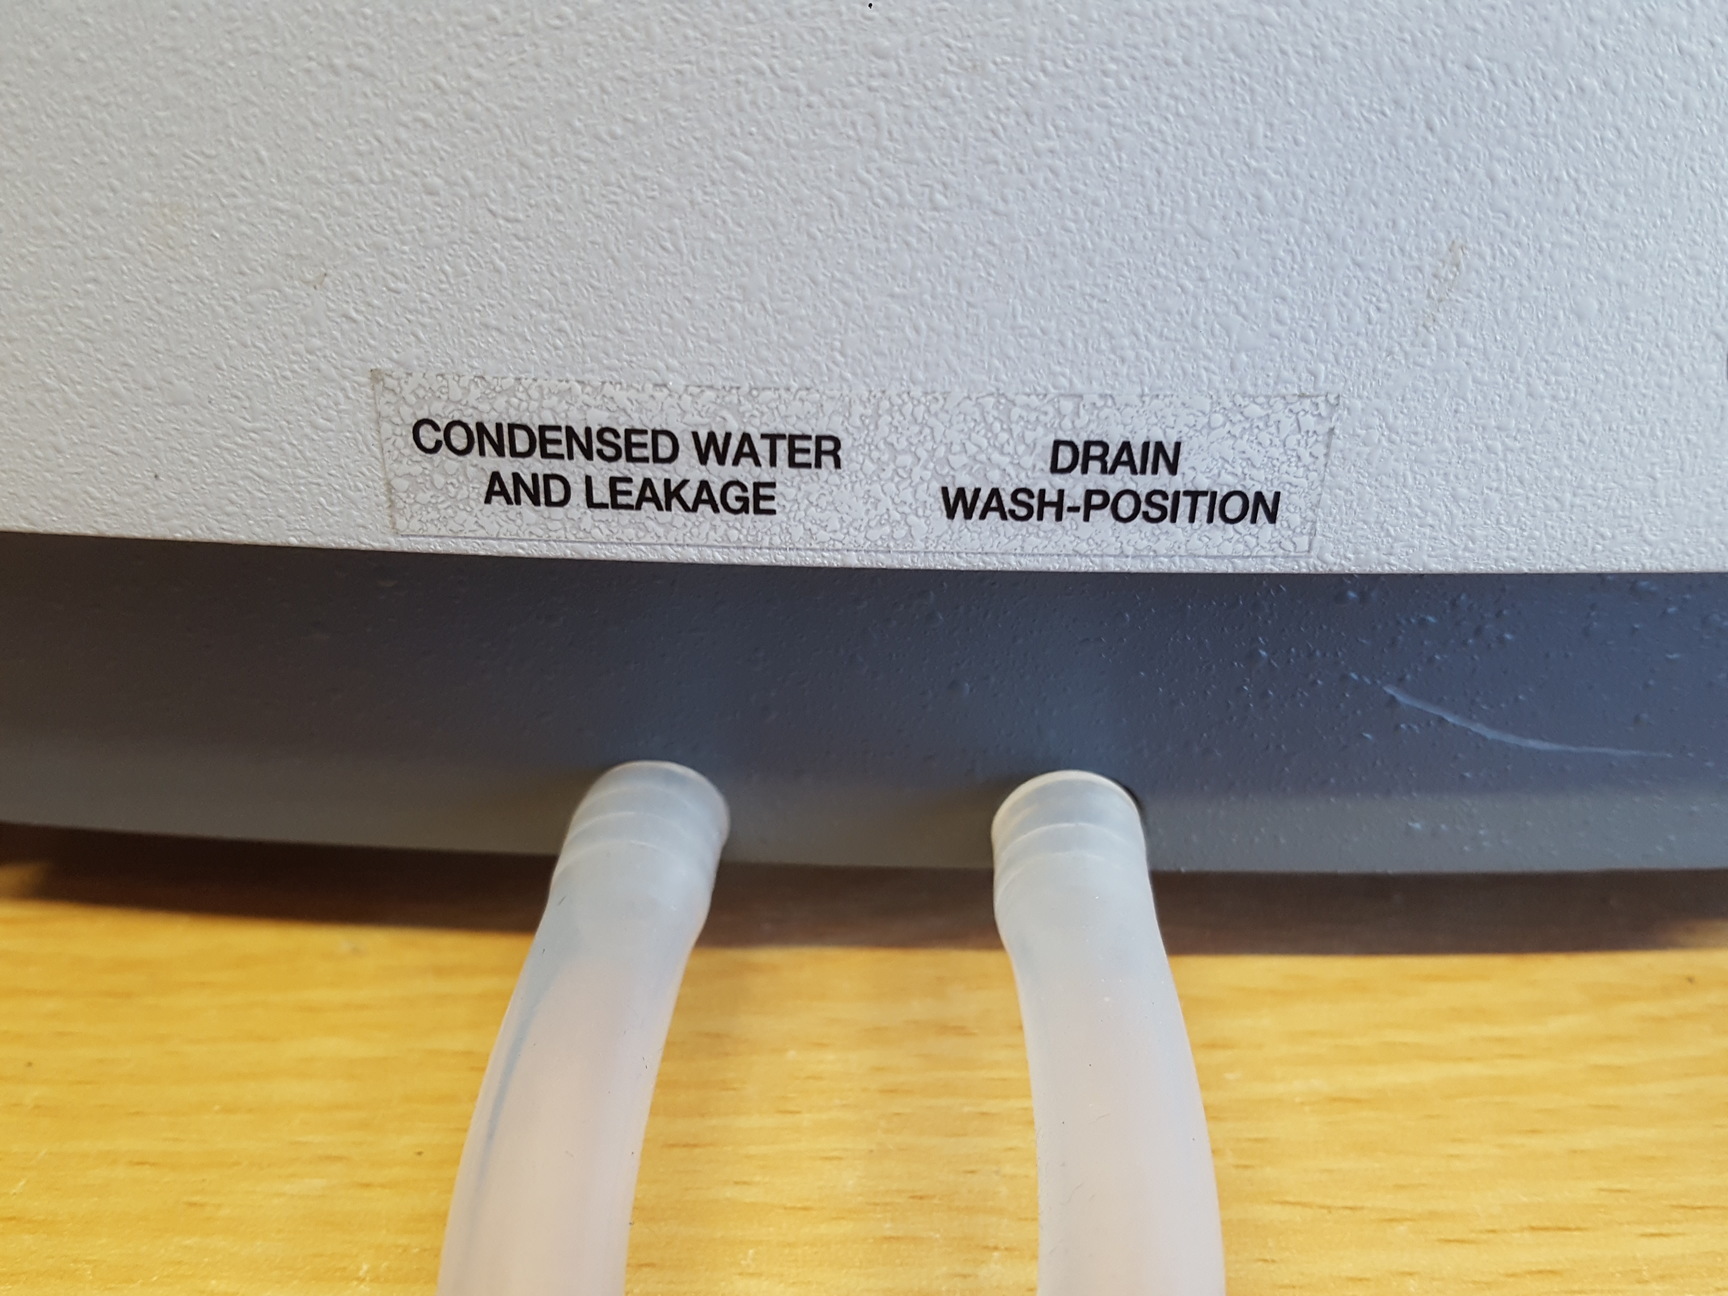 CONDENSED WATER
AND LEAKAGE
DRAIN
WASH-POSITION